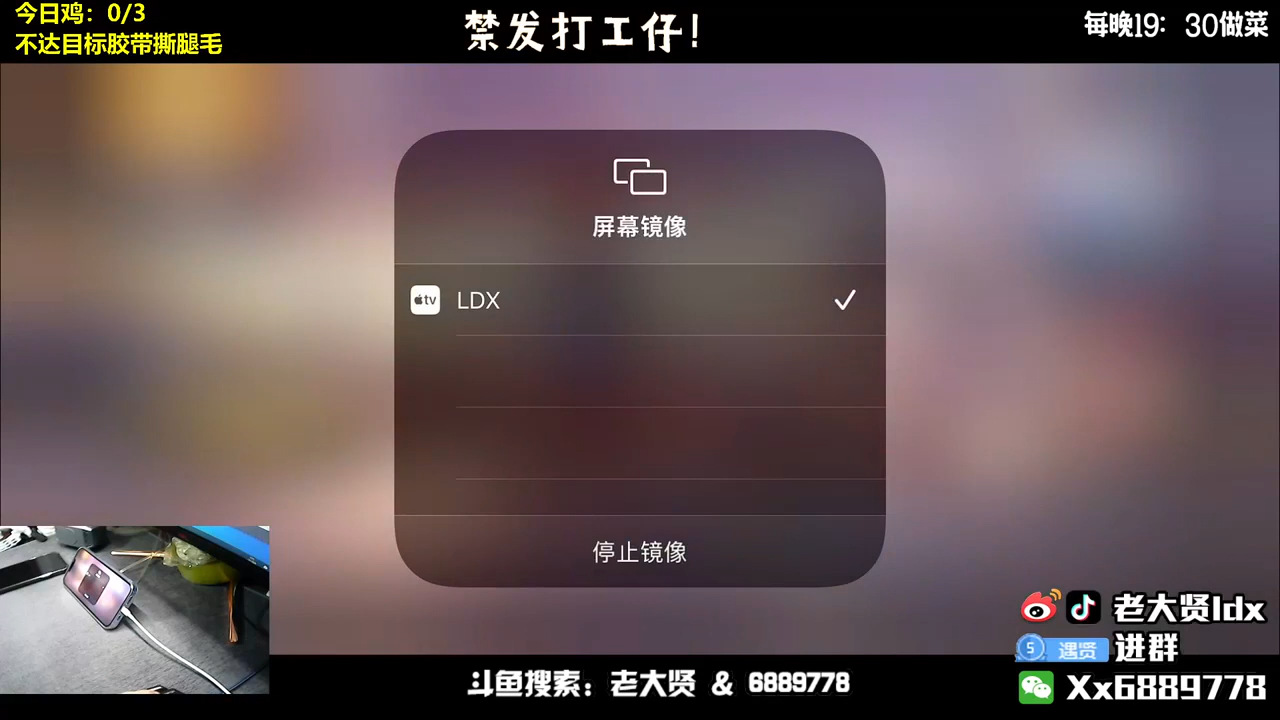 今日鸡：0/3
不达目标胶带撕腿毛
禁发打工仔！
每晚19：30做菜
屏幕镜像
tv
LDX
停止镜像
老大贤ldx
5 遇贤 进群
Xx6889778
斗鱼搜索：老大贤 & 6889778